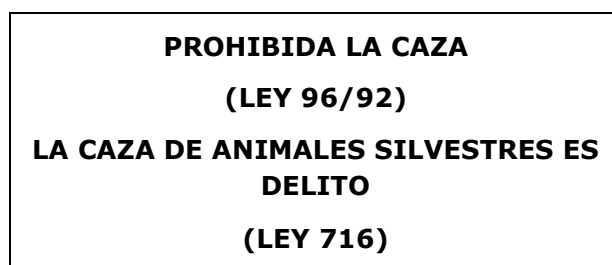 PROHIBIDA LA CAZA
(LEY 96/92)
LA CAZA DE ANIMALES SILVESTRES ES
DELITO
(LEY 716)